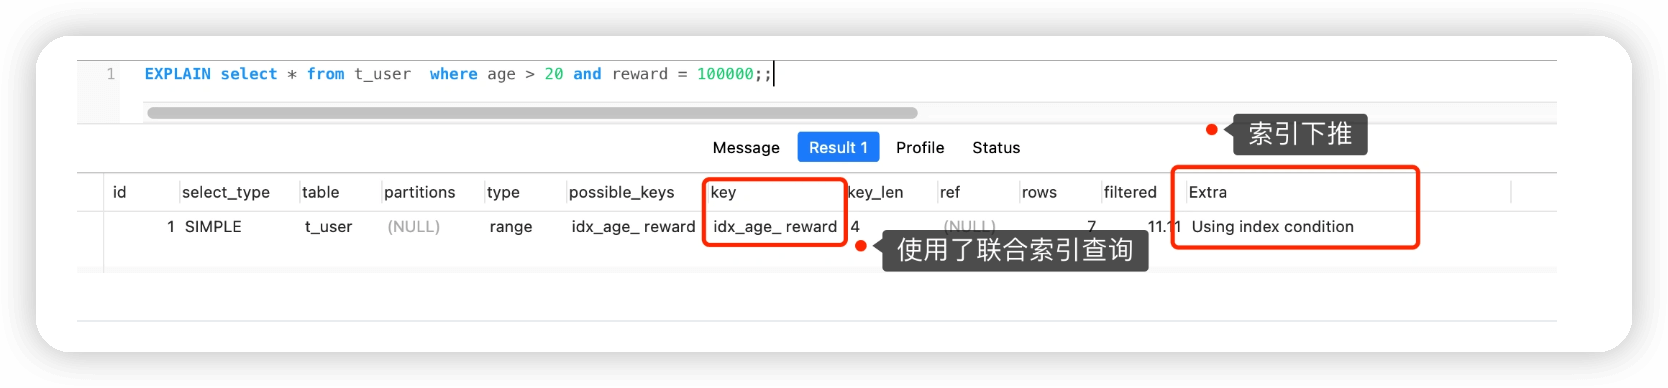 1 EXPLAIN select * from t_user where age > 20 and reward = 100000;;
索引下推
Message Result 1 Profile Status
id select_type table partitions type possible_keys key key_len ref rows filtered Extra
1 SIMPLE t_user (NULL) range idx_age_ reward idx_age_ reward 4 (NULL) 7 11.11 Using index condition
使用了联合索引查询